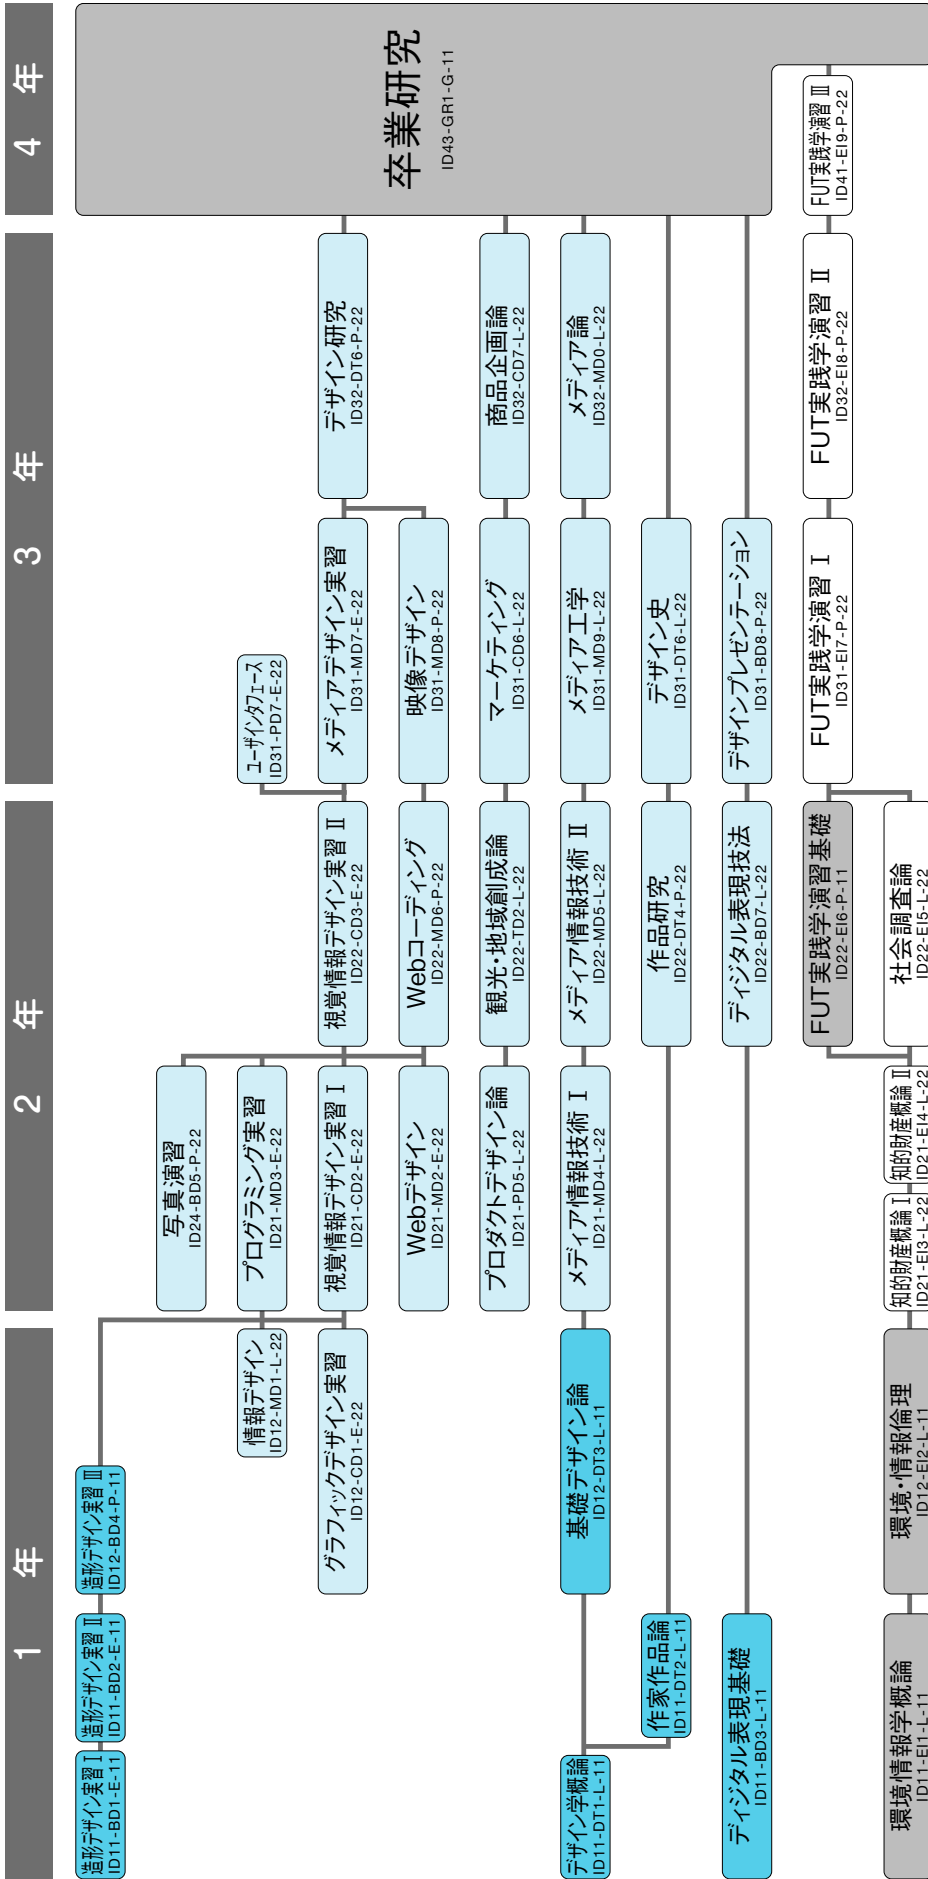 1 年
2 年
3 年
4 年
造形デザイン実習 Ⅰ
ID11-BD1-E-11
造形デザイン実習 Ⅱ
ID11-BD2-E-11
造形デザイン実習 Ⅲ
ID12-BD4-P-11
卒業研究
ID43-GR1-G-11
写真演習
ID24-BD5-P-22
情報デザイン
ID12-MD1-L-22
プログラミング実習
ID21-MD3-E-22
ユーザインタフェース
ID31-PD7-E-22
グラフィックデザイン実習
ID12-CD1-E-22
視覚情報デザイン実習 Ⅰ
ID21-CD2-E-22
視覚情報デザイン実習 Ⅱ
ID22-CD3-E-22
メディアデザイン実習
ID31-MD7-E-22
デザイン研究
ID32-DT6-P-22
Webデザイン
ID21-MD2-E-22
Webコーディング
ID22-MD6-P-22
映像デザイン
ID31-MD8-P-22
プロダクトデザイン論
ID21-PD5-L-22
観光・地域創成論
ID22-TD2-L-22
マーケティング
ID31-CD6-L-22
商品企画論
ID32-CD7-L-22
デザイン学概論
ID11-DT1-L-11
基礎デザイン論
ID12-DT3-L-11
メディア情報技術 Ⅰ
ID21-MD4-L-22
メディア情報技術 Ⅱ
ID22-MD5-L-22
メディア工学
ID31-MD9-L-22
メディア論
ID32-MD0-L-22
作家作品論
ID11-DT2-L-11
作品研究
ID22-DT4-P-22
デザイン史
ID31-DT6-L-22
ディジタル表現基礎
ID11-BD3-L-11
ディジタル表現技法
ID22-BD7-L-22
デザインプレゼンテーション
ID31-BD8-P-22
FUT実践学演習基礎
ID22-EI6-P-11
FUT実践学演習 Ⅰ
ID31-EI7-P-22
FUT実践学演習 Ⅱ
ID32-EI8-P-22
FUT実践学演習 Ⅲ
ID41-EI9-P-22
環境情報学概論
ID11-EI1-L-11
環境・情報倫理
ID12-EI2-L-11
知的財産概論 Ⅰ
ID21-EI3-L-22
知的財産概論 Ⅱ
ID21-EI4-L-22
社会調査論
ID22-EI5-L-22